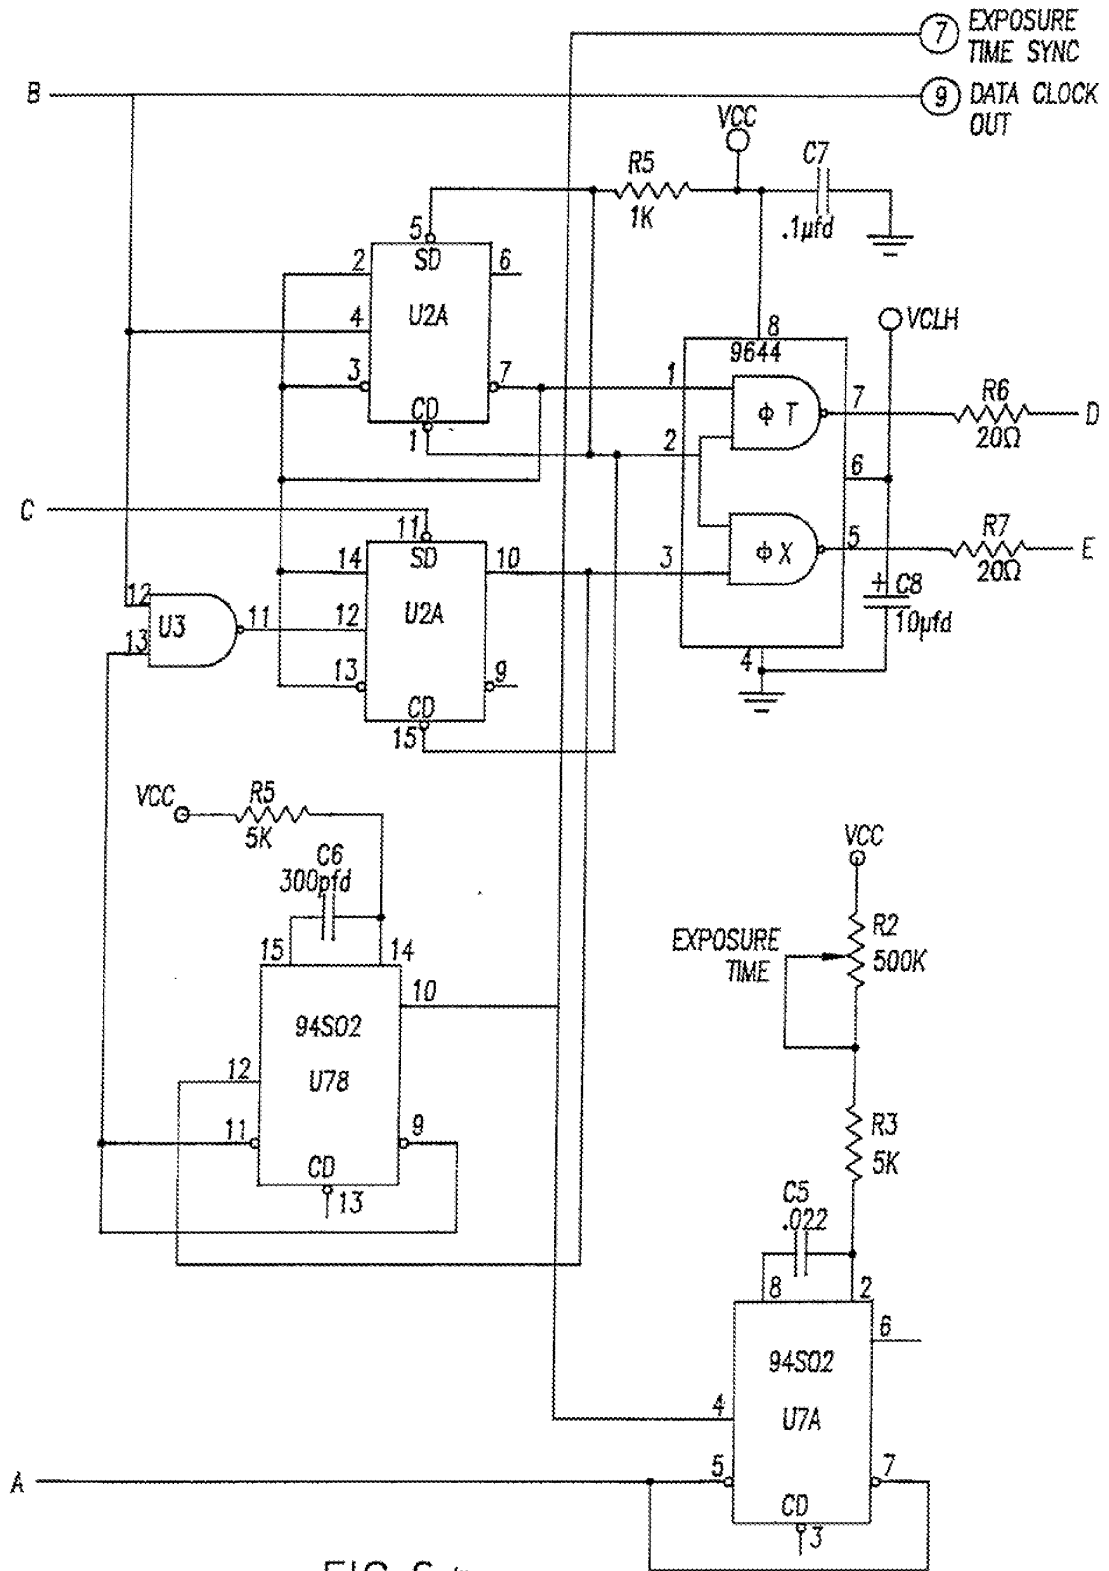 7 EXPOSURE
TIME SYNC
B
9 DATA CLOCK
OUT
VCC
C7
R5
1K
.1µfd
5
SD
2
6
U2A
4
VCLH
8
9644
3
7
1
CD
1
Φ T
7
R6
D
20Ω
2
6
C
11
SD
14
10
3
Φ X
5
R7
E
20Ω
12
U3
11
12
U2A
+
C8
10µfd
13
13
9
4
CD
15
VCC
R5
5K
C6
300pfd
VCC
15
14
EXPOSURE
TIME
R2
500K
10
94S02
12
U78
11
9
R3
5K
CD
13
C5
.022
8
2
6
94S02
4
U7A
A
5
7
CD
3